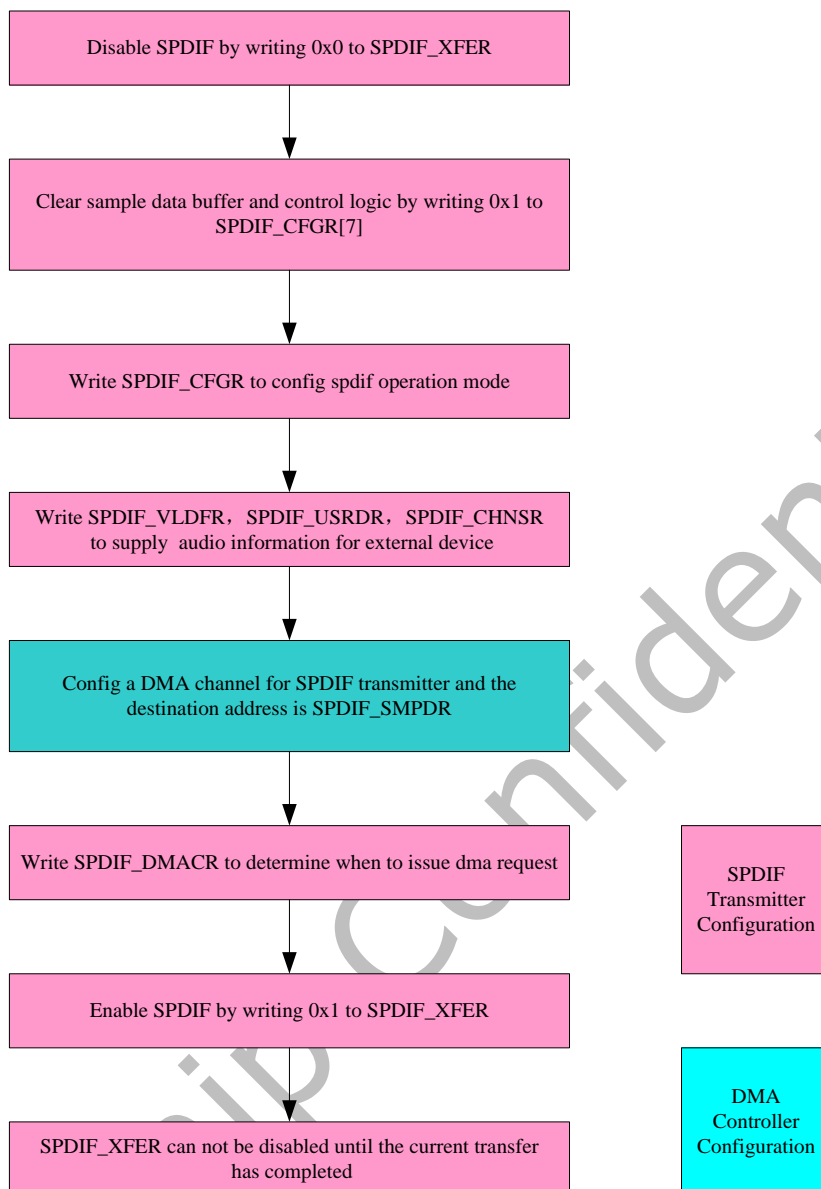 Disable SPDIF by writing 0x0 to SPDIF_XFER
Clear sample data buffer and control logic by writing 0x1 to
SPDIF_CFGR[7]
Write SPDIF_CFGR to config spdif operation mode
Write SPDIF_VLDFR，SPDIF_USRDR，SPDIF_CHNSR
to supply audio information for external device
Config a DMA channel for SPDIF transmitter and the
destination address is SPDIF_SMPDR
Write SPDIF_DMACR to determine when to issue dma request
Enable SPDIF by writing 0x1 to SPDIF_XFER
SPDIF_XFER can not be disabled until the current transfer
has completed
SPDIF
Transmitter
Configuration
DMA
Controller
Configuration